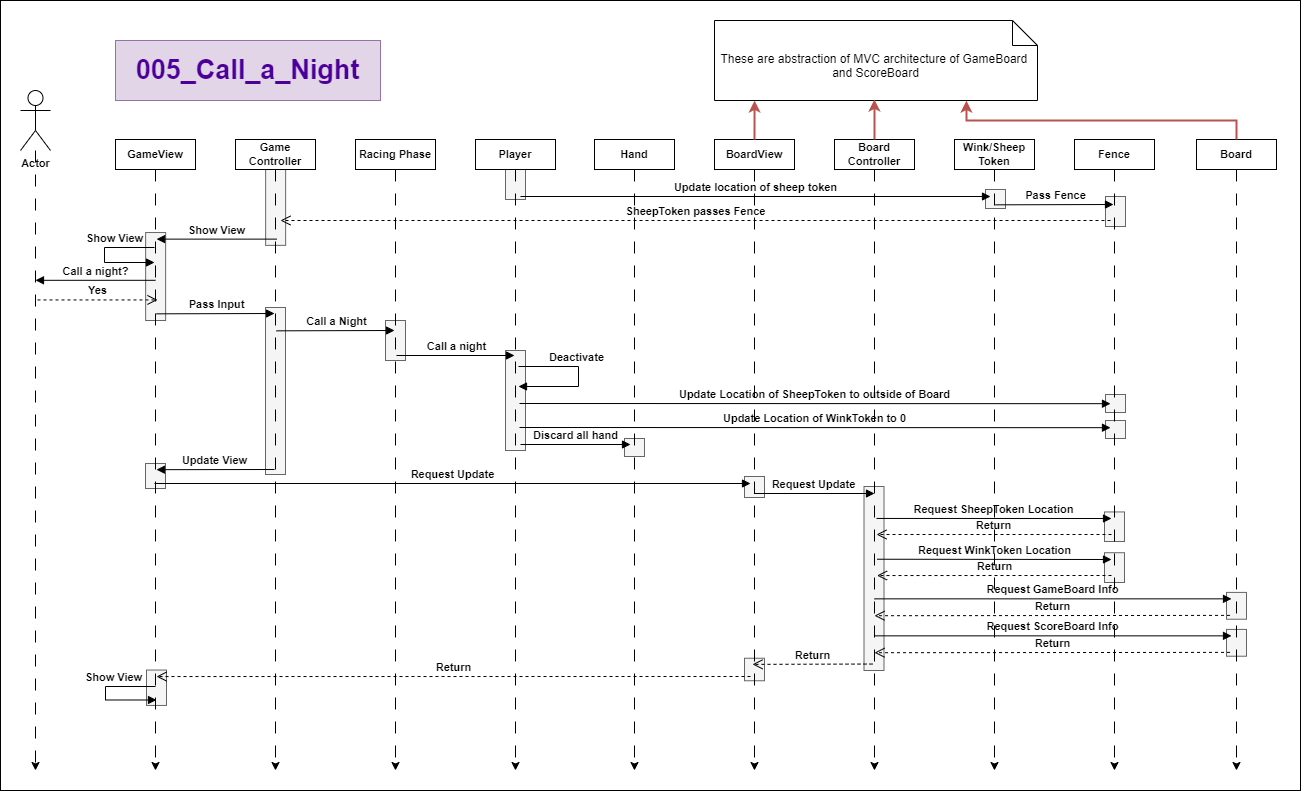 005_Call_a_Night
These are abstraction of MVC architecture of GameBoard
and ScoreBoard
Actor
GameView
Game
Controller
Racing Phase
Player
Hand
BoardView
Board
Controller
Wink/Sheep
Token
Fence
Board
Update location of sheep token
Pass Fence
SheepToken passes Fence
Show View
Show View
Call a night?
Yes
Pass Input
Call a Night
Call a night
Deactivate
Update Location of SheepToken to outside of Board
Update Location of WinkToken to 0
Discard all hand
Update View
Request Update
Request Update
Request SheepToken Location
Return
Request WinkToken Location
Return
Request GameBoard Info
Return
Request ScoreBoard Info
Return
Return
Return
Show View